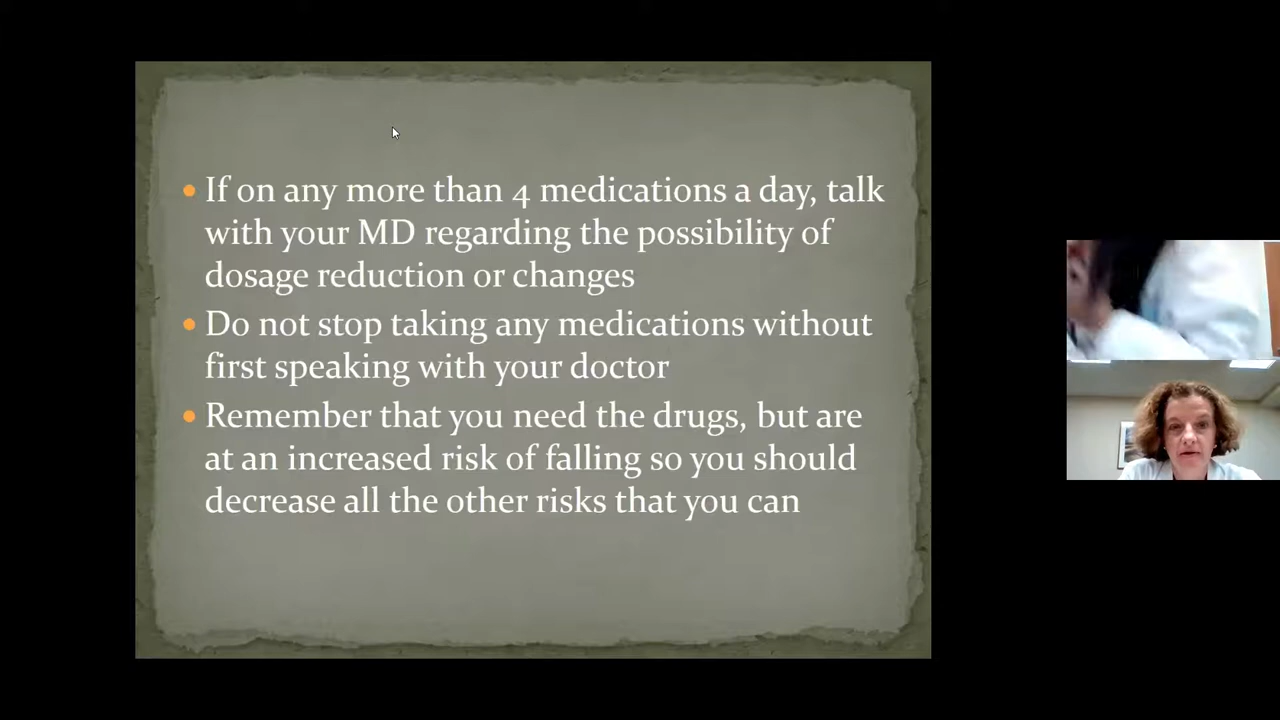 If on any more than 4 medications a day, talk
with your MD regarding the possibility of
dosage reduction or changes
Do not stop taking any medications without
first speaking with your doctor
Remember that you need the drugs, but are
at an increased risk of falling so you should
decrease all the other risks that you can